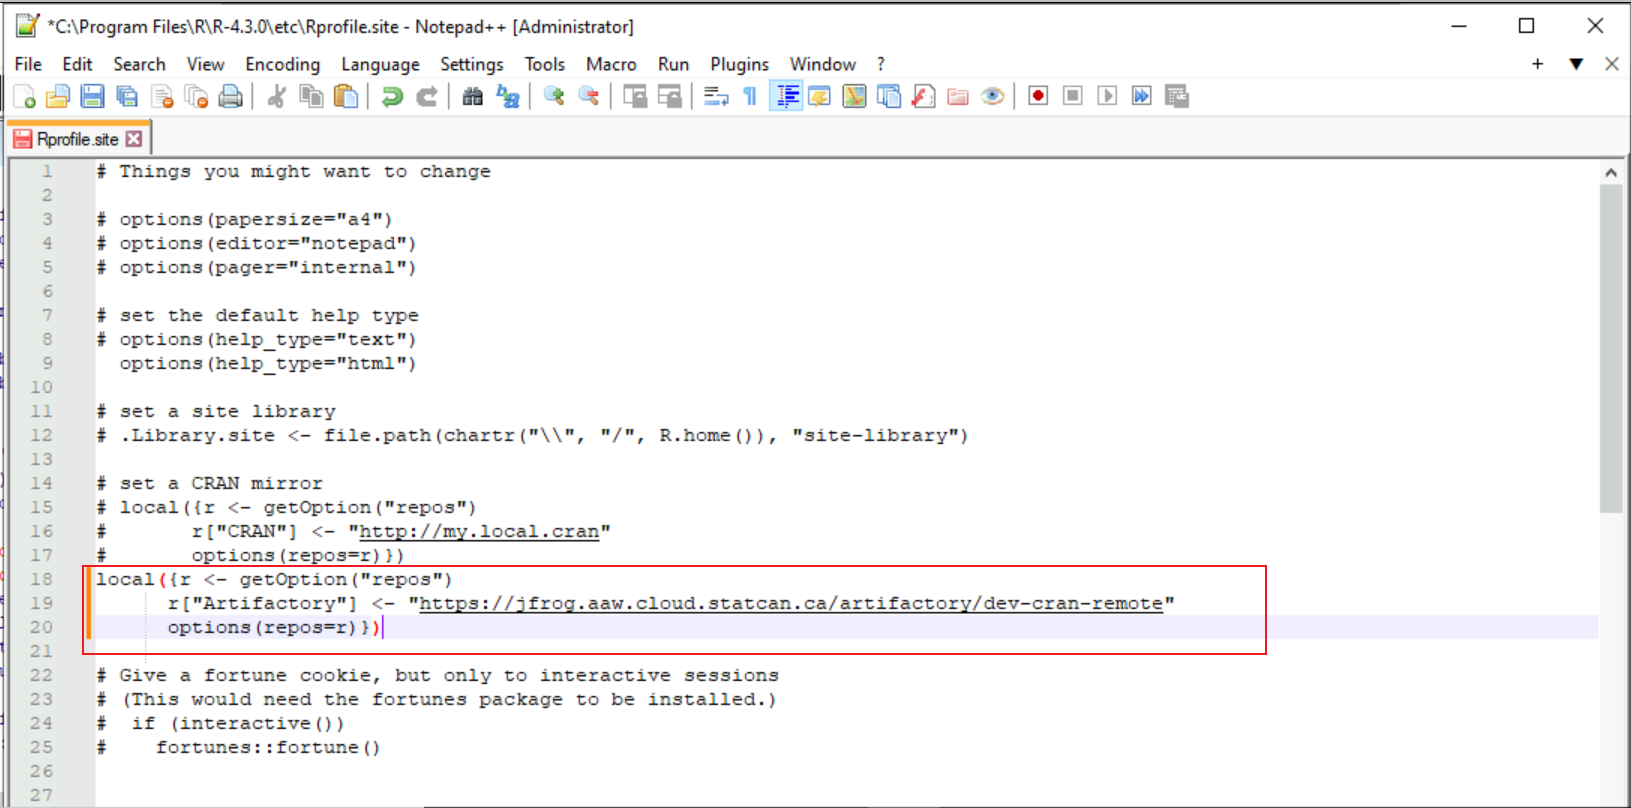 *C:\Program Files\R\R-4.3.0\etc\Rprofile.site - Notepad++ [Administrator]
File Edit Search View Encoding Language Settings Tools Macro Run Plugins Window ?
Rprofile.site
1 # Things you might want to change
2
3 # options(papersize="a4")
4 # options(editor="notepad")
5 # options(pager="internal")
6
7 # set the default help type
8 # options(help_type="text")
9   options(help_type="html")
10
11 # set a site library
12 # .Library.site <- file.path(chartr("\\", "/", R.home()), "site-library")
13
14 # set a CRAN mirror
15 # local({r <- getOption("repos")
16 #       r["CRAN"] <- "http://my.local.cran"
17 #       options(repos=r)})
18 local({r <- getOption("repos")
19       r["Artifactory"] <- "https://jfrog.aaw.cloud.statcan.ca/artifactory/dev-cran-remote"
20       options(repos=r)})
21
22 # Give a fortune cookie, but only to interactive sessions
23 # (This would need the fortunes package to be installed.)
24 #  if (interactive())
25 #    fortunes::fortune()
26
27